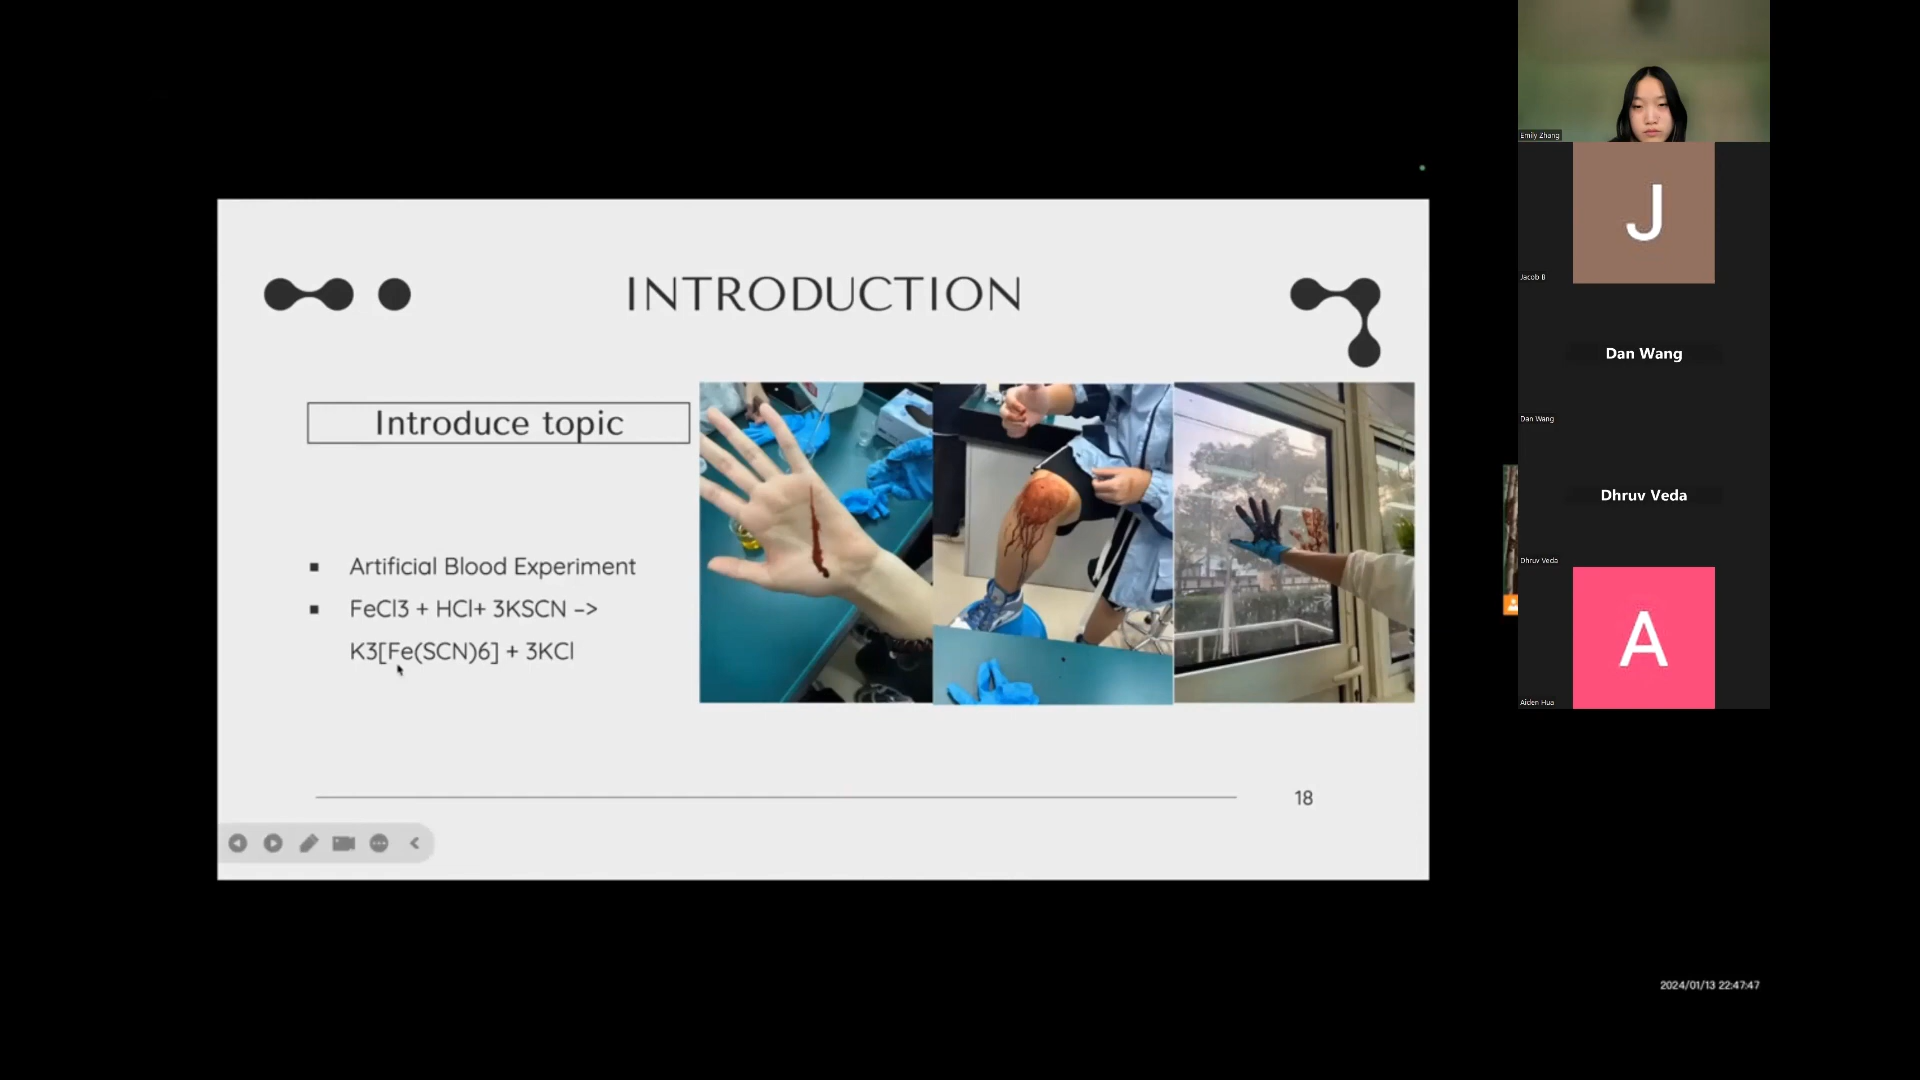 INTRODUCTION
Introduce topic
Artificial Blood Experiment
FeCl3 + HCl+ 3KSCN –>
K3[Fe(SCN)6] + 3KCl
18
Emily Zhang
J
Jacob B
Dan Wang
Dan Wang
Dhruv Veda
Dhruv Veda
A
Aiden Hua
2024/01/13 22:47:47